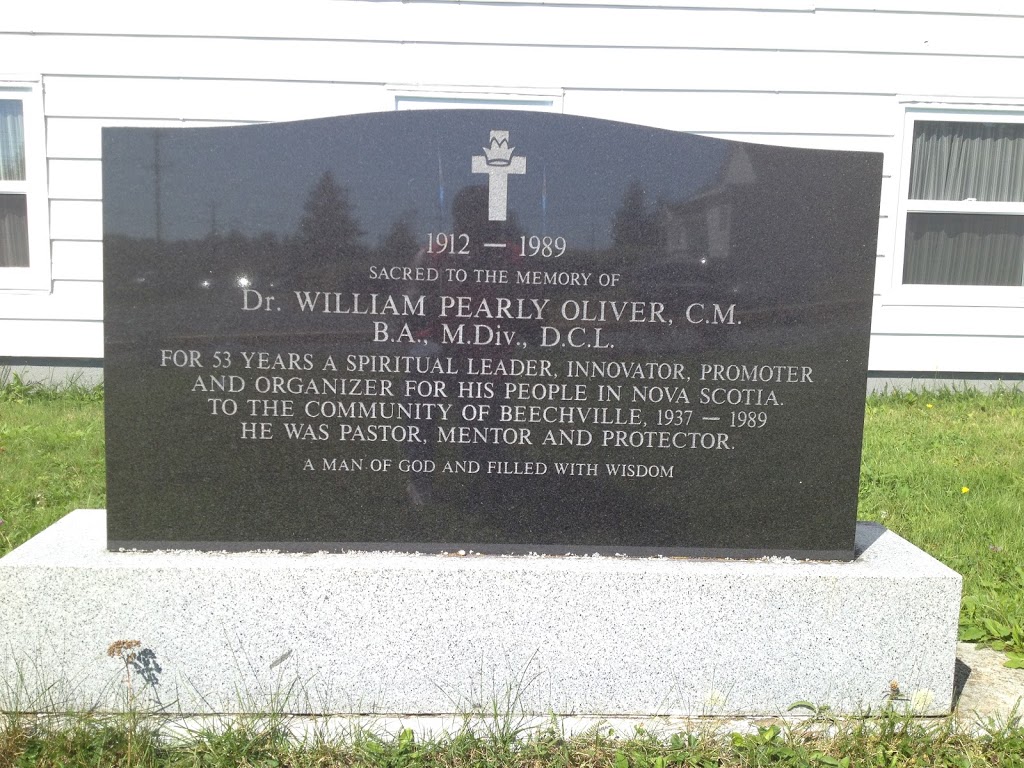 1912 — 1989
SACRED TO THE MEMORY OF
Dr. WILLIAM PEARLY OLIVER, C.M.
B.A., M.Div., D.C.L.
FOR 53 YEARS A SPIRITUAL LEADER, INNOVATOR, PROMOTER
AND ORGANIZER FOR HIS PEOPLE IN NOVA SCOTIA.
TO THE COMMUNITY OF BEECHVILLE, 1937 — 1989
HE WAS PASTOR, MENTOR AND PROTECTOR.
A MAN OF GOD AND FILLED WITH WISDOM